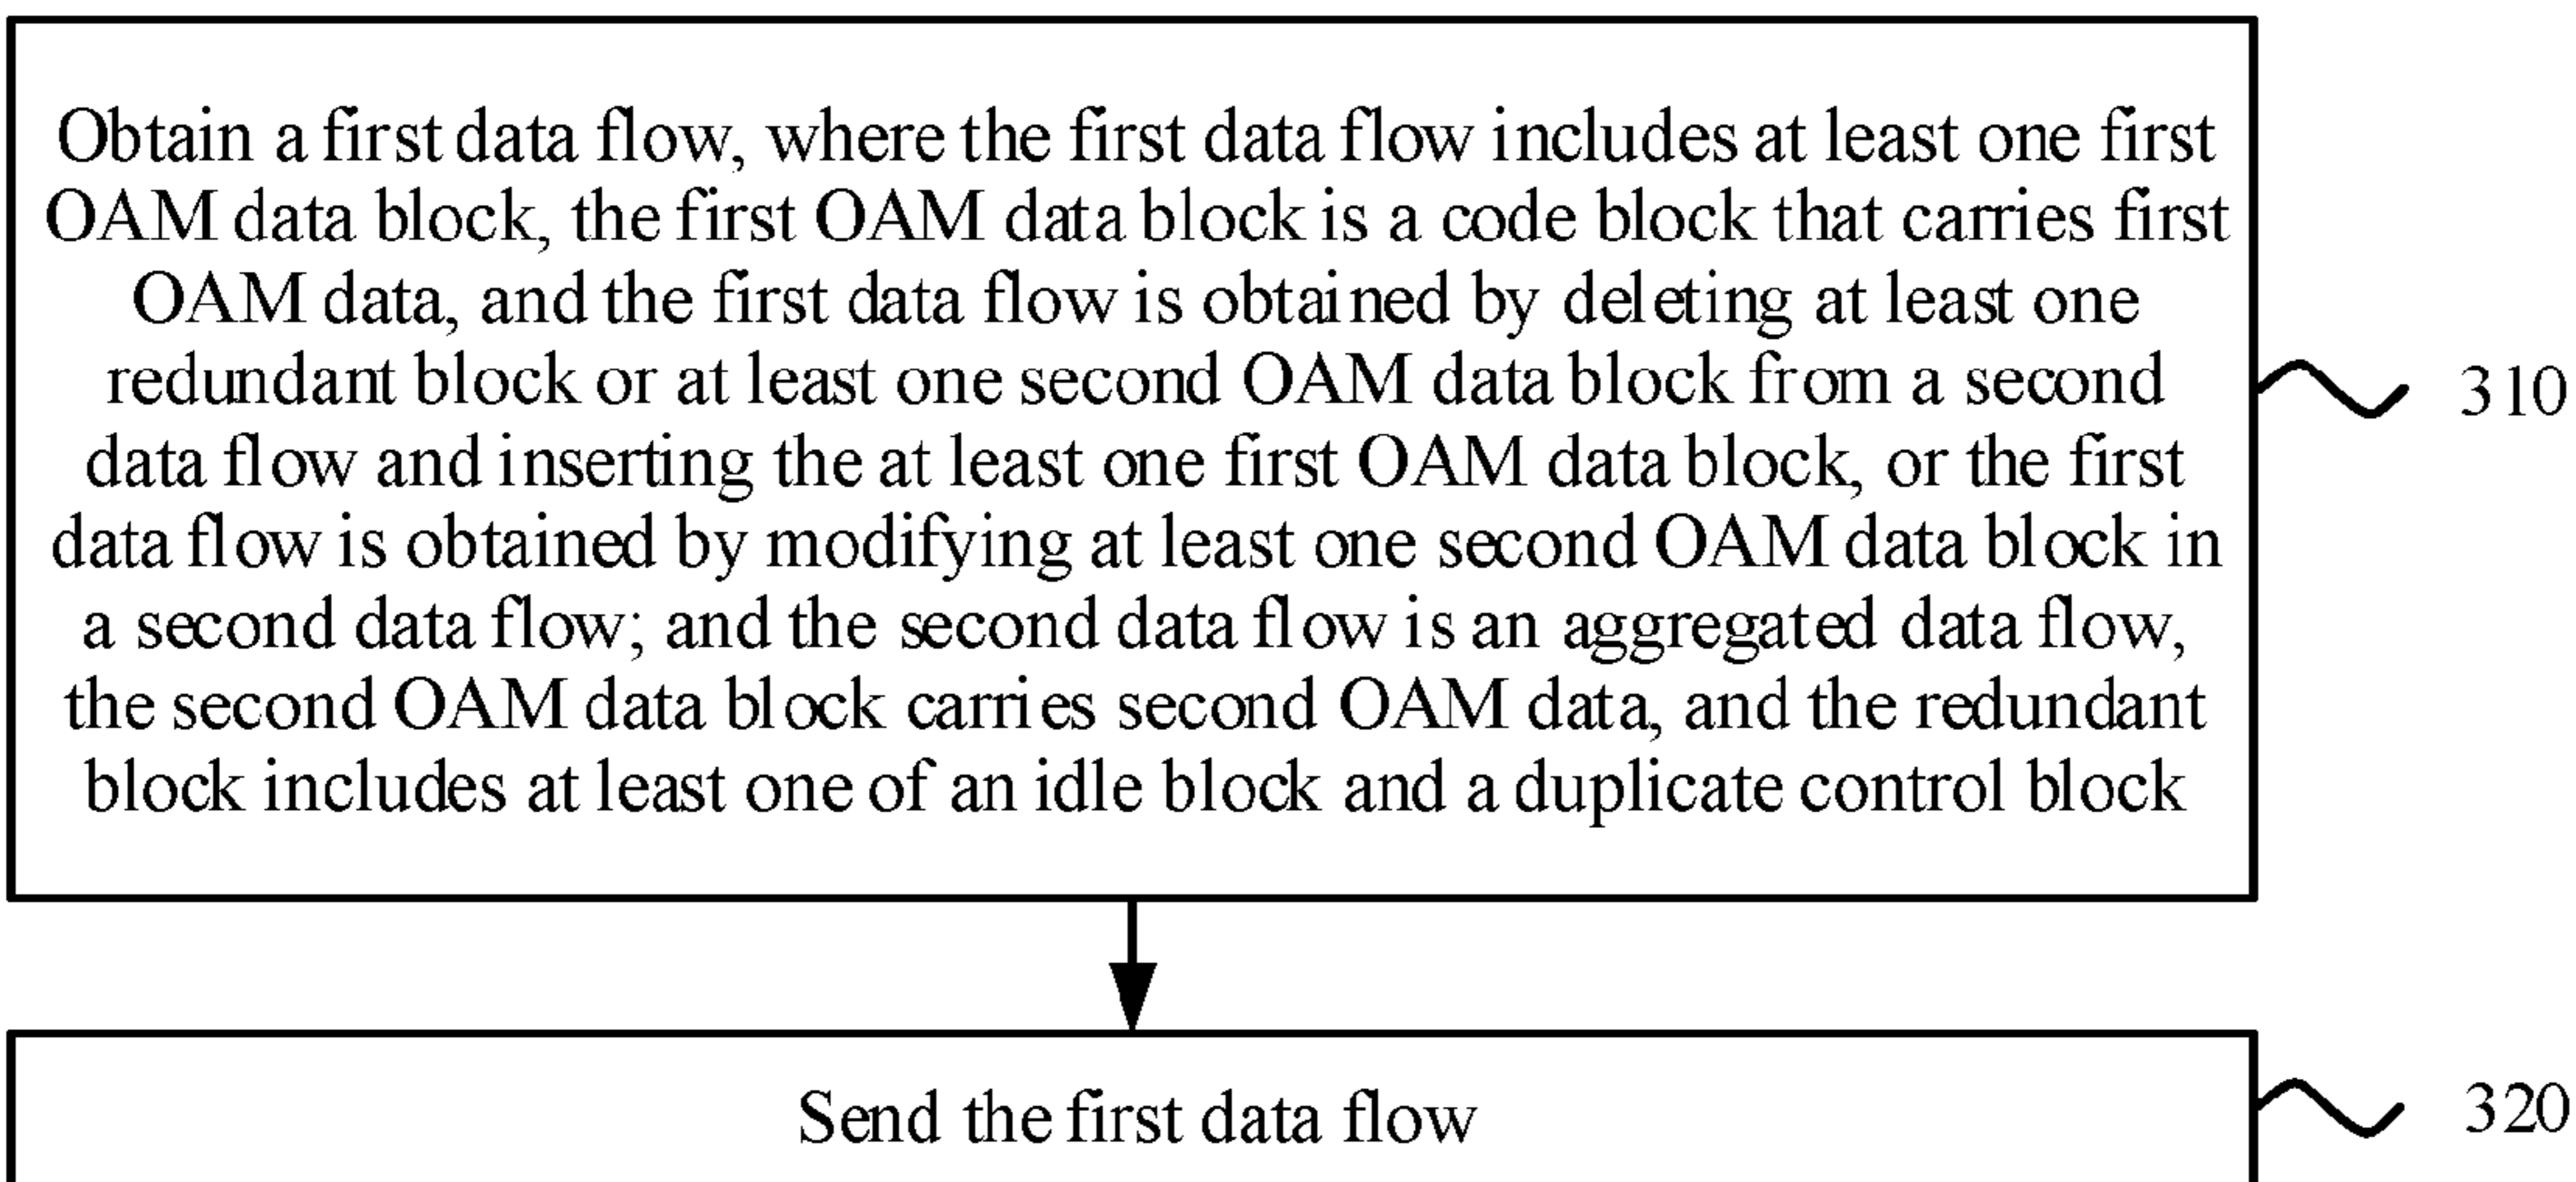 Obtain a first data flow, where the first data flow includes at least one first
OAM data block, the first OAM data block is a code block that carries first
OAM data, and the first data flow is obtained by deleting at least one
redundant block or at least one second OAM data block from a second
data flow and inserting the at least one first OAM data block, or the first
data flow is obtained by modifying at least one second OAM data block in
a second data flow; and the second data flow is an aggregated data flow,
the second OAM data block carries second OAM data, and the redundant
block includes at least one of an idle block and a duplicate control block
310
Send the first data flow
320